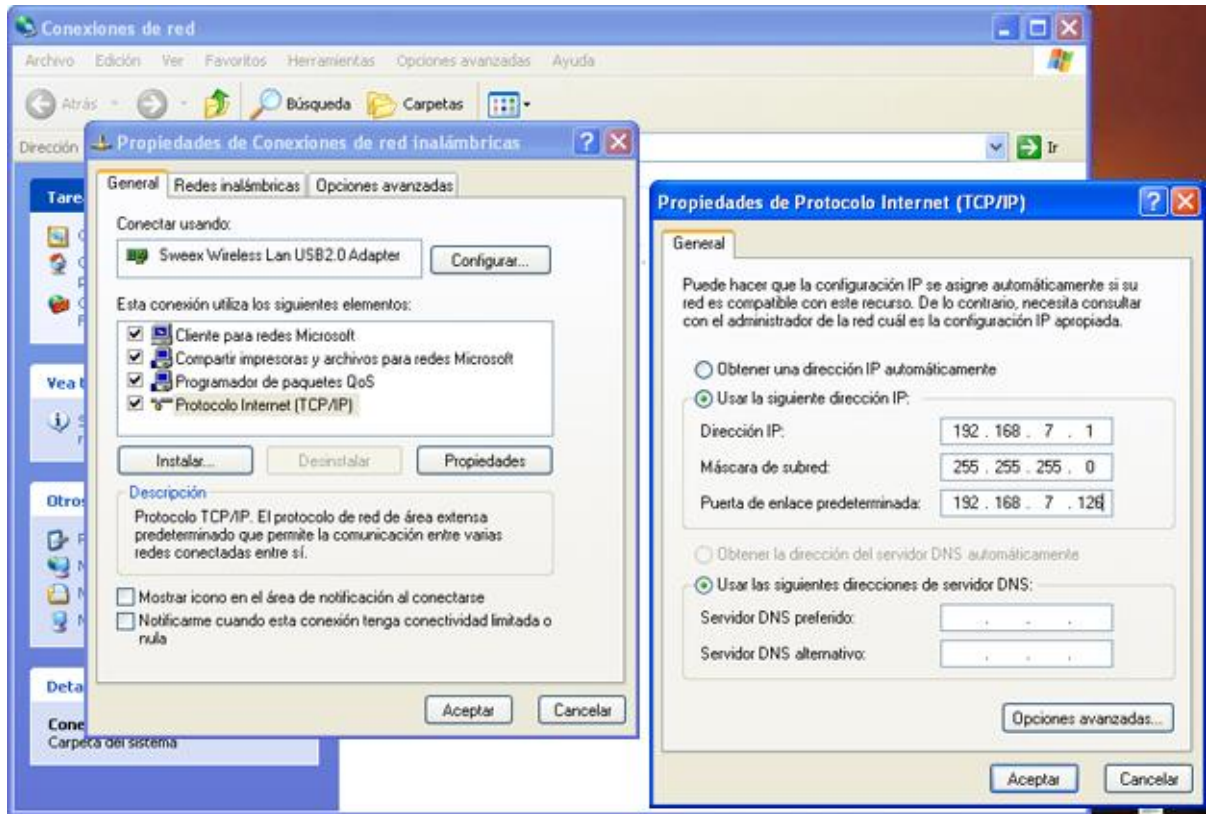 Conexiones de red
Archivo Edición Ver Favoritos Herramientas Opciones avanzadas Ayuda
Atrás Búsqueda Carpetas
Dirección Ir
Tare
Vea
Otros
Deta
Cone
Carpeta del sistema
Propiedades de Conexiones de red inalámbricas
General Redes inalámbricas Opciones avanzadas
Conectar usando:
Sweex Wireless Lan USB2.0 Adapter Configurar...
Esta conexión utiliza los siguientes elementos:
Cliente para redes Microsoft
Compartir impresoras y archivos para redes Microsoft
Programador de paquetes QoS
Protocolo Internet (TCP/IP)
Instalar... Desinstalar Propiedades
Descripción
Protocolo TCP/IP. El protocolo de red de área extensa
predeterminado que permite la comunicación entre varias
redes conectadas entre sí.
Mostrar icono en el área de notificación al conectarse
Notificarme cuando esta conexión tenga conectividad limitada o
nula
Aceptar Cancelar
Propiedades de Protocolo Internet (TCP/IP)
General
Puede hacer que la configuración IP se asigne automáticamente si su
red es compatible con este recurso. De lo contrario, necesita consultar
con el administrador de la red cuál es la configuración IP apropiada.
Obtener una dirección IP automáticamente
Usar la siguiente dirección IP:
Dirección IP: 192 . 168 . 7 . 1
Máscara de subred: 255 . 255 . 255 . 0
Puerta de enlace predeterminada: 192 . 168 . 7 . 126
Obtener la dirección del servidor DNS automáticamente
Usar las siguientes direcciones de servidor DNS:
Servidor DNS preferido: . . .
Servidor DNS alternativo: . . .
Opciones avanzadas...
Aceptar Cancelar